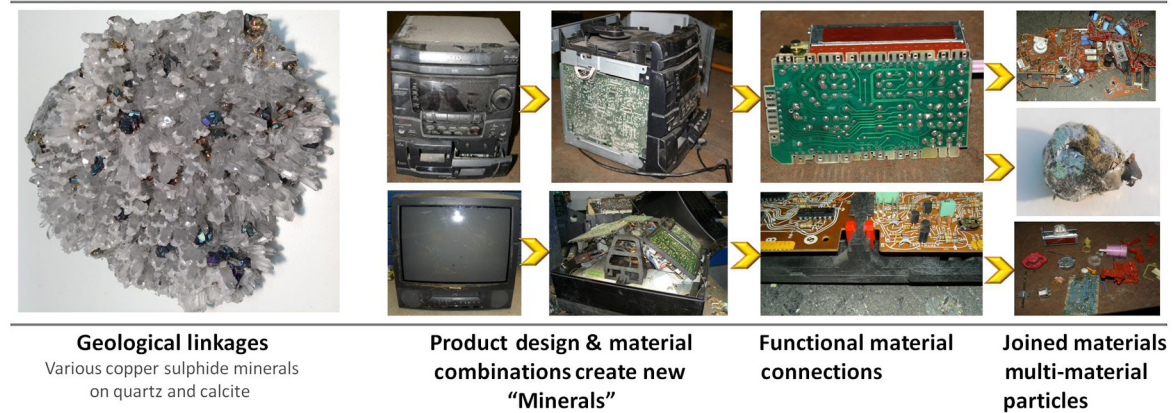 Geological linkages
Various copper sulphide minerals
on quartz and calcite
Product design & material
combinations create new
“Minerals”
Functional material
connections
Joined materials
multi-material
particles